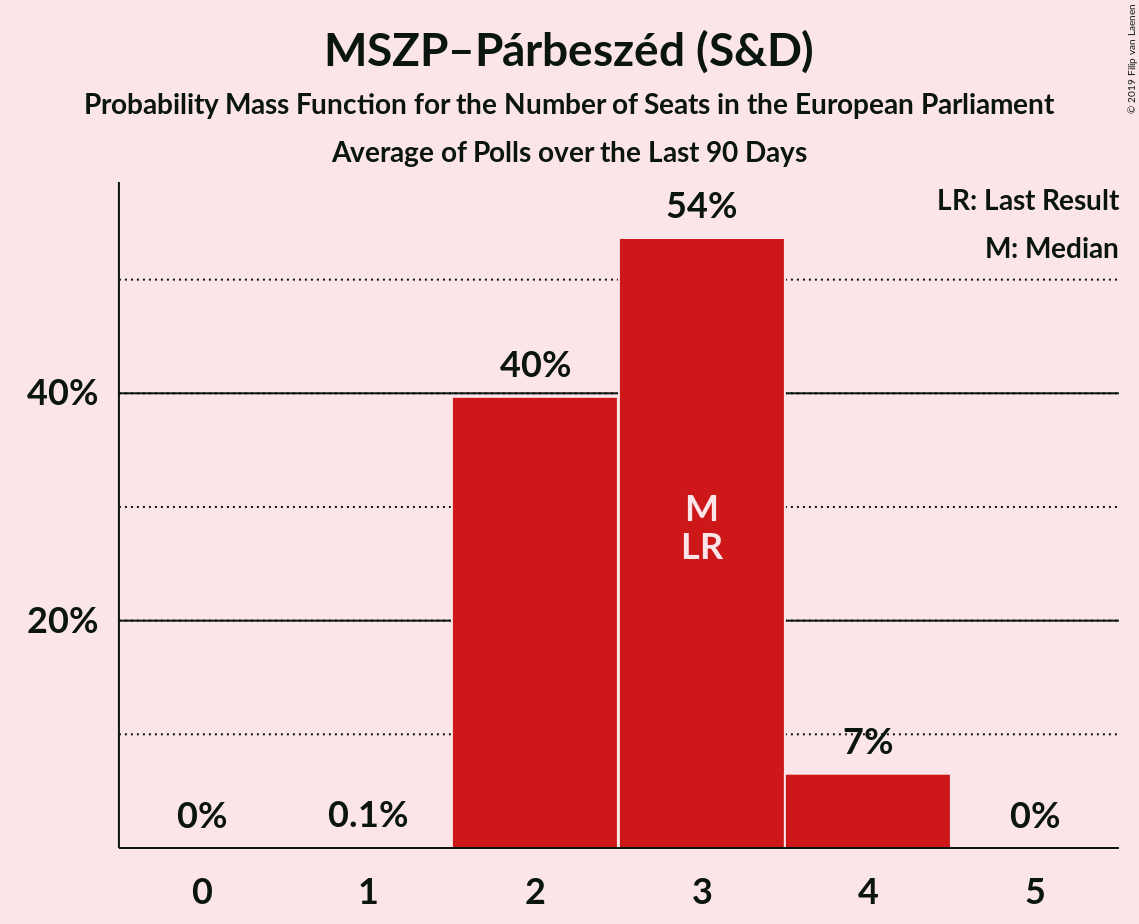 MSZP–Párbeszéd (S&D)
Probability Mass Function for the Number of Seats in the European Parliament
Average of Polls over the Last 90 Days
© 2019 Filip van Laenen
LR: Last Result
M: Median
54%
40%
40%
M
LR
20%
7%
0%
0.1%
0%
0
1
2
3
4
5